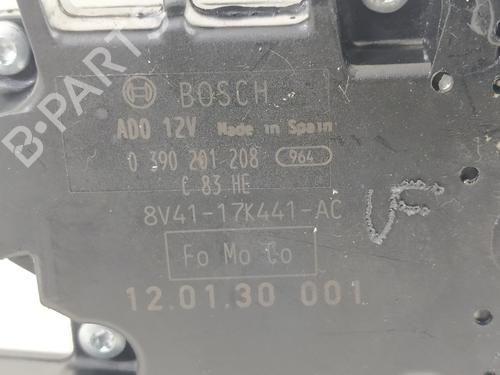 BOSCH
ADO 12V Made in Spain
0 390 201 208 964
C 83 HE
8V41-17K441-AC
Fo Mo Co
12.01.30 001
B-PART